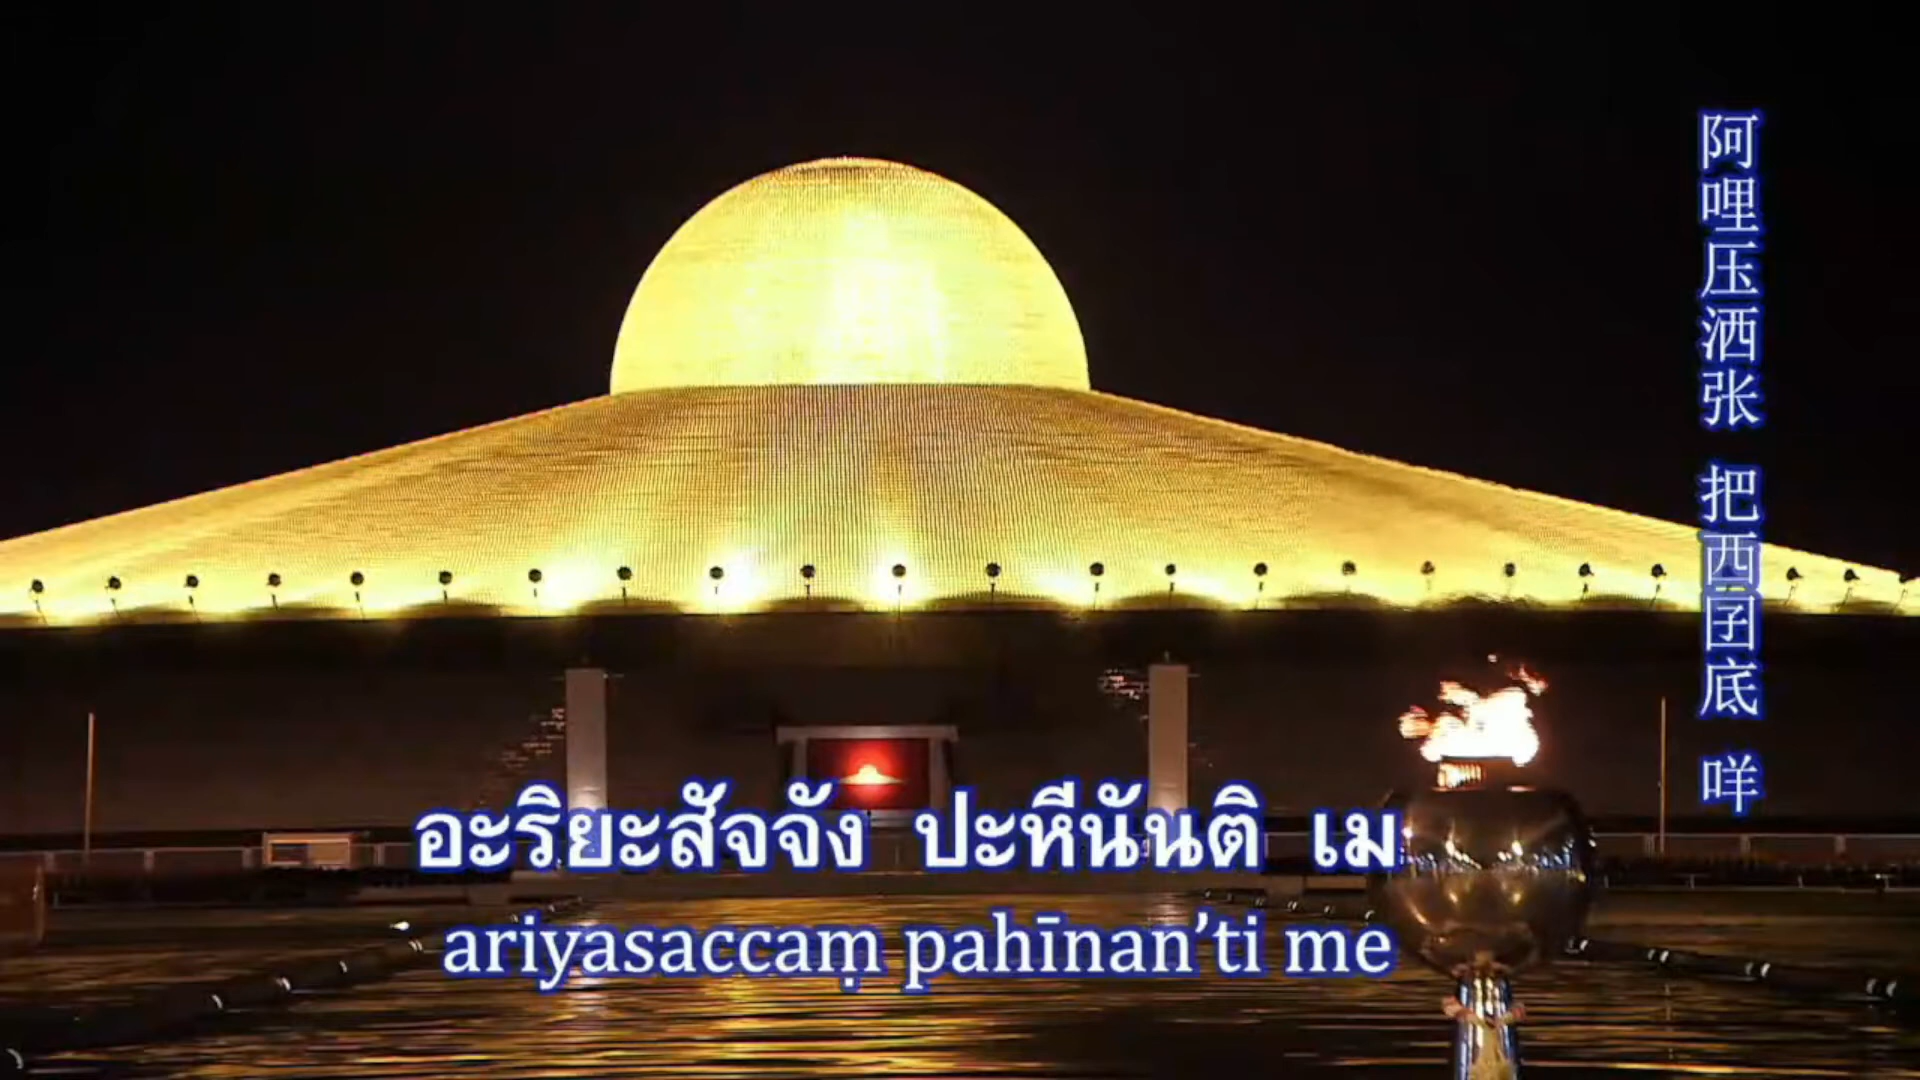 阿哩压洒张 把西囝底 咩
อะริยะสัจจัง ปะหีนันติ เม
ariyasaccaṃ pahīnan’ti me